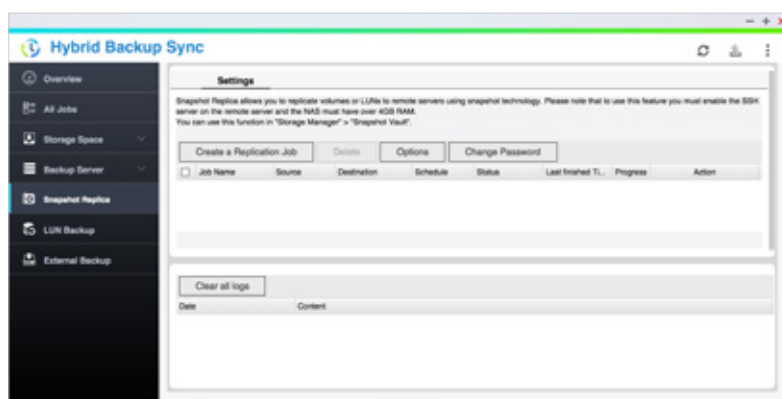 Hybrid Backup Sync
Overview
All Jobs
Storage Space
Backup Server
Snapshot Replica
LUN Backup
External Backup
Settings
Snapshot Replica allows you to replicate volumes or LUNs to remote servers using snapshot technology. Please note that to use this feature you must enable the SSH
server on the remote server and the NAS must have over 4GB RAM.
You can use this function in "Storage Manager" > "Snapshot Vault".
Create a Replication Job Delete Options Change Password
Job Name Source Destination Schedule Status Last finished Ti... Progress Action
Clear all logs
Date Content